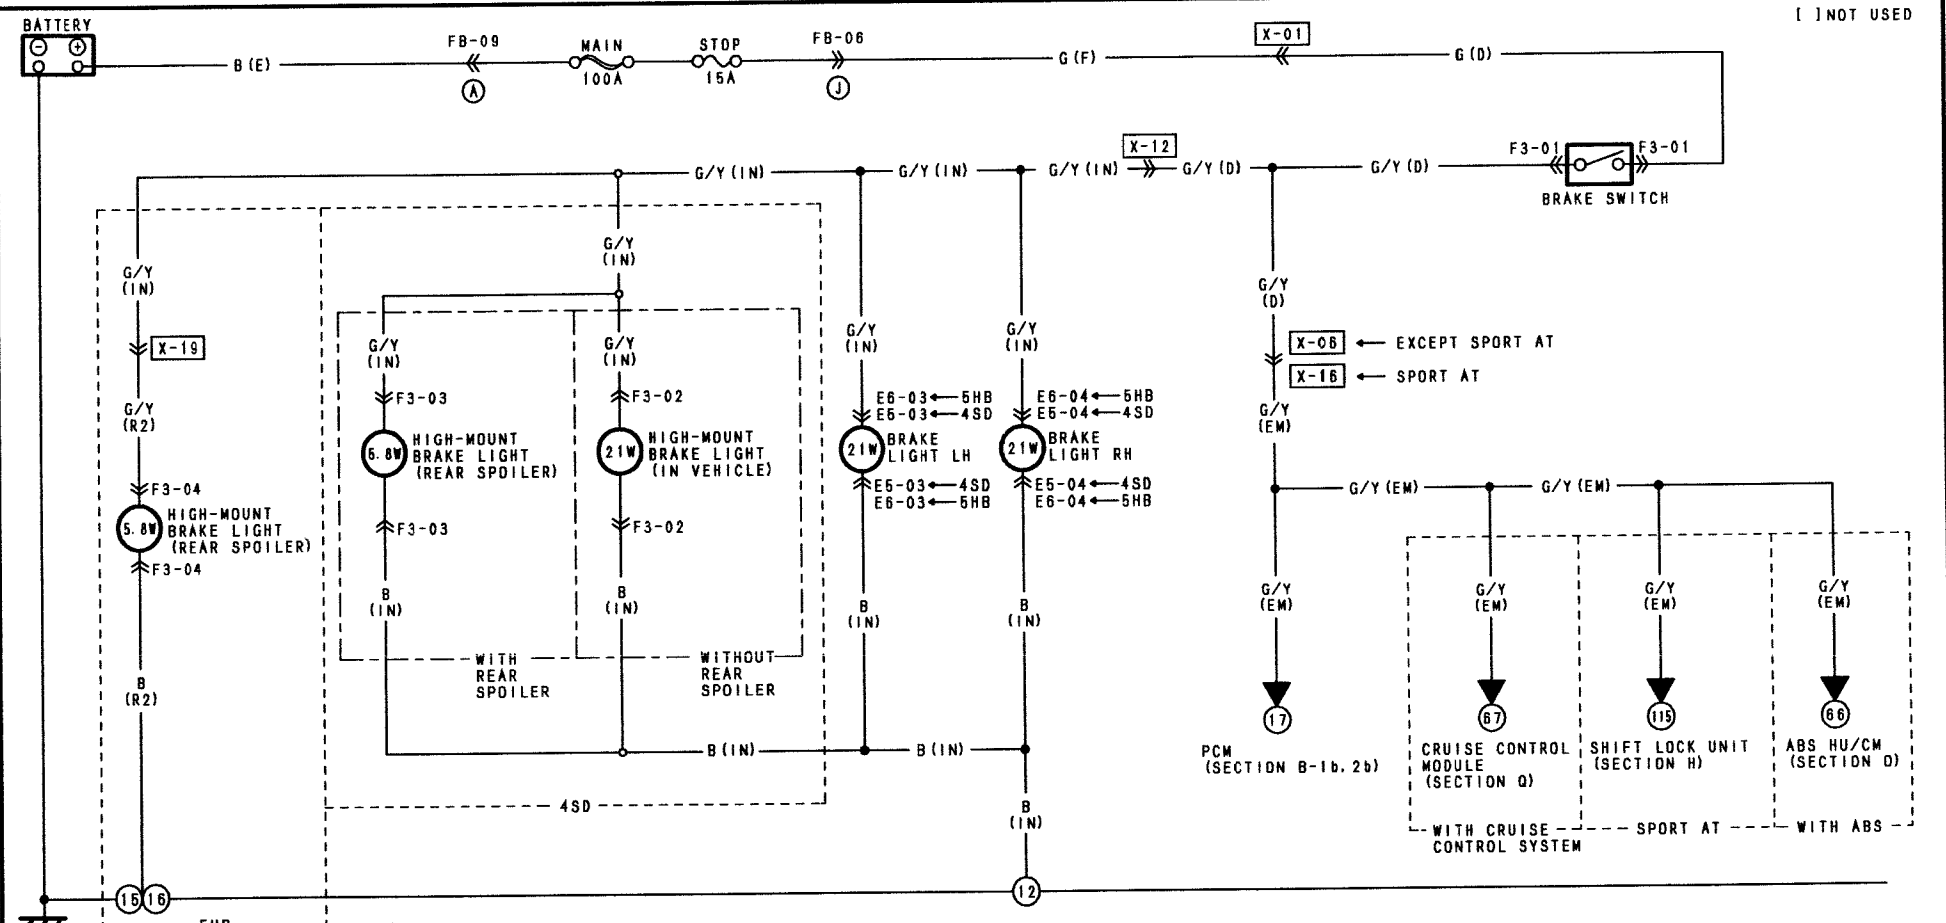 [ ]NOT USED
BATTERY
B(E)
FB-09
A
MAIN
100A
STOP
15A
FB-06
J
G(F)
X-01
G(D)
G/Y(IN)
G/Y(IN)
G/Y(IN)
X-12
G/Y(D)
G/Y(D)
F3-01
F3-01
BRAKE SWITCH
G/Y
(IN)
X-19
G/Y
(R2)
F3-04
5.8W
HIGH-MOUNT
BRAKE LIGHT
(REAR SPOILER)
F3-04
B
(R2)
G/Y
(IN)
G/Y
(IN)
F3-03
5.8W
HIGH-MOUNT
BRAKE LIGHT
(REAR SPOILER)
F3-03
B
(IN)
WITH
REAR
SPOILER
G/Y
(IN)
F3-02
21W
HIGH-MOUNT
BRAKE LIGHT
(IN VEHICLE)
F3-02
B
(IN)
WITHOUT
REAR
SPOILER
G/Y
(IN)
E6-03←5HB
E5-03←4SD
21W
BRAKE
LIGHT LH
E5-03←4SD
E6-03←5HB
B
(IN)
G/Y
(IN)
E6-04←5HB
E5-04←4SD
21W
BRAKE
LIGHT RH
E5-04←4SD
E6-04←5HB
B
(IN)
B(IN)
B(IN)
4SD
B
(IN)
G/Y
(D)
X-08 ← EXCEPT SPORT AT
X-16 ← SPORT AT
G/Y
(EM)
G/Y(EM)
G/Y(EM)
G/Y
(EM)
G/Y
(EM)
G/Y
(EM)
G/Y
(EM)
17
PCM
(SECTION B-1b,2b)
67
CRUISE CONTROL
MODULE
(SECTION Q)
115
SHIFT LOCK UNIT
(SECTION H)
66
ABS HU/CM
(SECTION O)
WITH CRUISE
CONTROL SYSTEM
SPORT AT
WITH ABS
15
16
12